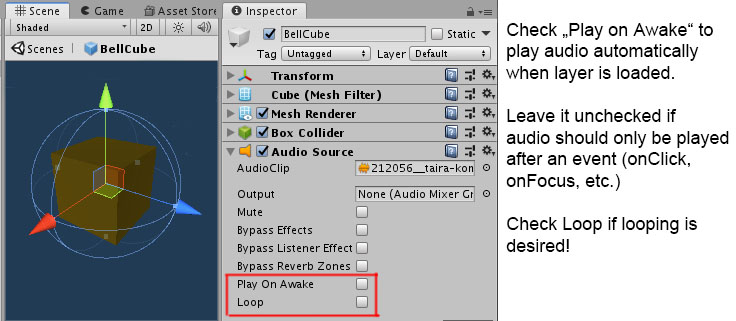 Scene
Game
Asset Store
Shaded
2D
Scenes
BellCube
Inspector
BellCube
Static
Tag Untagged Layer Default
Transform
Cube (Mesh Filter)
Mesh Renderer
Box Collider
Audio Source
AudioClip 212056__taira-kon
Output None (Audio Mixer Gr
Mute
Bypass Effects
Bypass Listener Effect
Bypass Reverb Zones
Play On Awake
Loop
Check „Play on Awake“ to
play audio automatically
when layer is loaded.
Leave it unchecked if
audio should only be played
after an event (onClick,
onFocus, etc.)
Check Loop if looping is
desired!